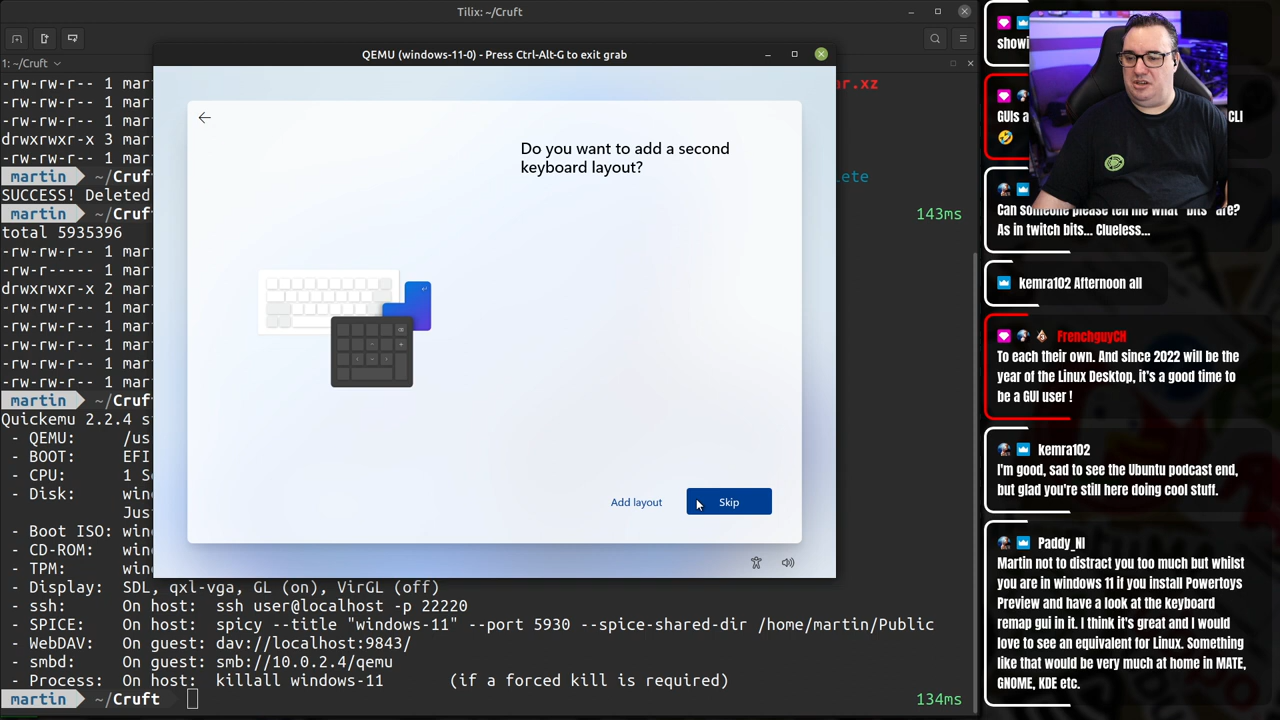 Tilix: ~/Cruft
1: ~/Cruft
QEMU (windows-11-0) - Press Ctrl-Alt-G to exit grab
-rw-rw-r-- 1 mar
ar.xz
-rw-rw-r-- 1 mar
-rw-rw-r-- 1 mar
drwxrwxr-x 3 mar
-rw-rw-r-- 1 mar
martin ~/Cruf
lete
SUCCESS! Deleted
martin ~/Cruf
143ms
total 5935396
-rw-rw-r-- 1 mar
-rw-r----- 1 mar
drwxrwxr-x 2 mar
-rw-rw-r-- 1 mar
-rw-rw-r-- 1 mar
-rw-rw-r-- 1 mar
-rw-rw-r-- 1 mar
-rw-rw-r-- 1 mar
martin ~/Cruf
Quickemu 2.2.4 s
- QEMU: /us
- BOOT: EFI
- CPU: 1 S
- Disk: win
Jus
- Boot ISO: win
- CD-ROM: win
- TPM: win
- Display: SDL, qxl-vga, GL (on), VirGL (off)
- ssh: On host: ssh user@localhost -p 22220
- SPICE: On host: spicy --title "windows-11" --port 5930 --spice-shared-dir /home/martin/Public
- WebDAV: On guest: dav://localhost:9843/
- smbd: On guest: smb://10.0.2.4/qemu
- Process: On host: killall windows-11 (if a forced kill is required)
martin ~/Cruft
134ms
Do you want to add a second
keyboard layout?
Add layout
Skip
showi
GUIs a
CLI
Can someone please tell me what "bits" are?
As in twitch bits... Clueless...
kemra102 Afternoon all
FrenchguyCH
To each their own. And since 2022 will be the
year of the Linux Desktop, it's a good time to
be a GUI user !
kemra102
I'm good, sad to see the Ubuntu podcast end,
but glad you're still here doing cool stuff.
Paddy_NI
Martin not to distract you too much but whilst
you are in windows 11 if you install Powertoys
Preview and have a look at the keyboard
remap gui in it. I think it's great and I would
love to see an equivalent for Linux. Something
like that would be very much at home in MATE,
GNOME, KDE etc.